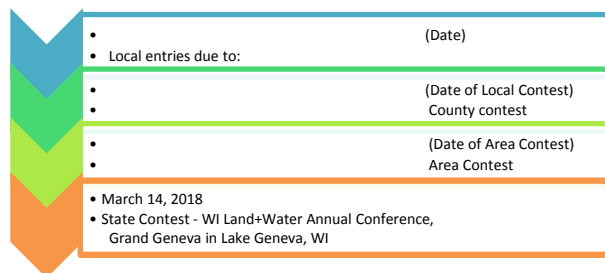 • (Date)
• Local entries due to:
• (Date of Local Contest)
• County contest
• (Date of Area Contest)
• Area Contest
• March 14, 2018
• State Contest - WI Land+Water Annual Conference,
Grand Geneva in Lake Geneva, WI